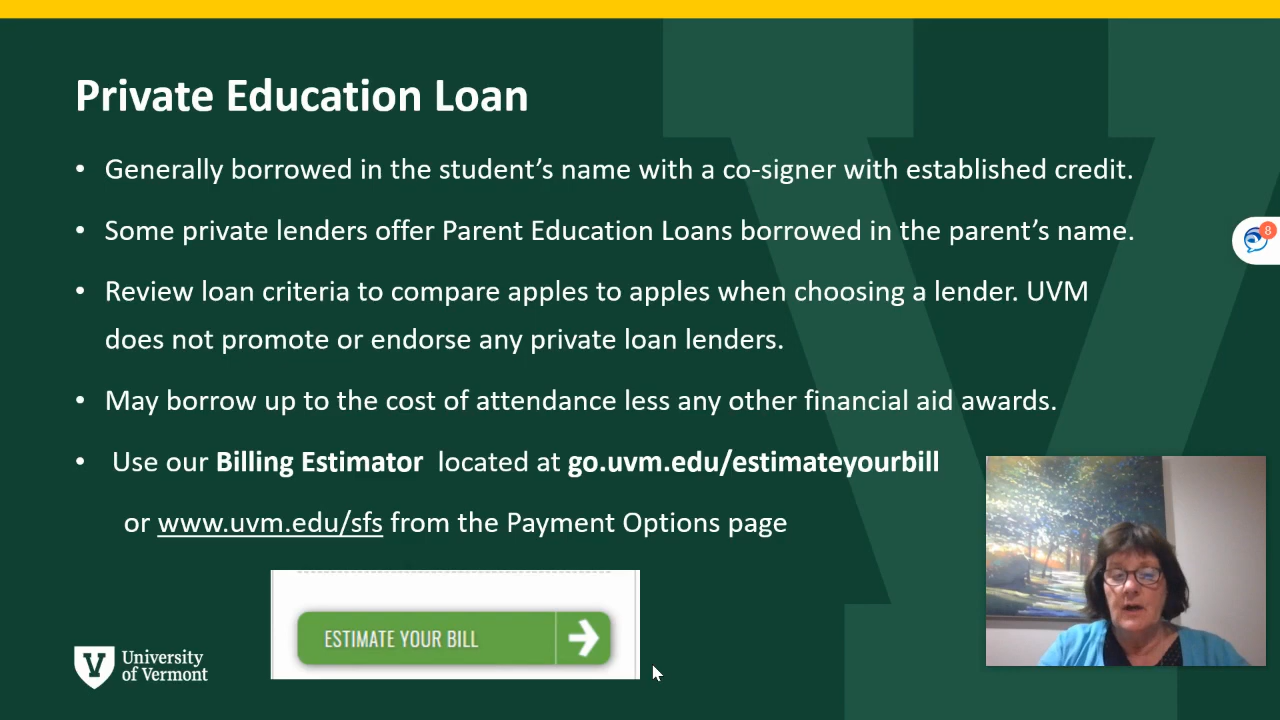 Private Education Loan
• Generally borrowed in the student’s name with a co-signer with established credit.
• Some private lenders offer Parent Education Loans borrowed in the parent’s name.
• Review loan criteria to compare apples to apples when choosing a lender. UVM
does not promote or endorse any private loan lenders.
• May borrow up to the cost of attendance less any other financial aid awards.
• Use our Billing Estimator located at go.uvm.edu/estimateyourbill
or www.uvm.edu/sfs from the Payment Options page
ESTIMATE YOUR BILL
V University
of Vermont
8